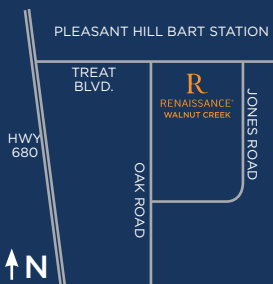 PLEASANT HILL BART STATION
TREAT
BLVD.
R
RENAISSANCE®
WALNUT CREEK
JONES ROAD
HWY
680
OAK ROAD
N